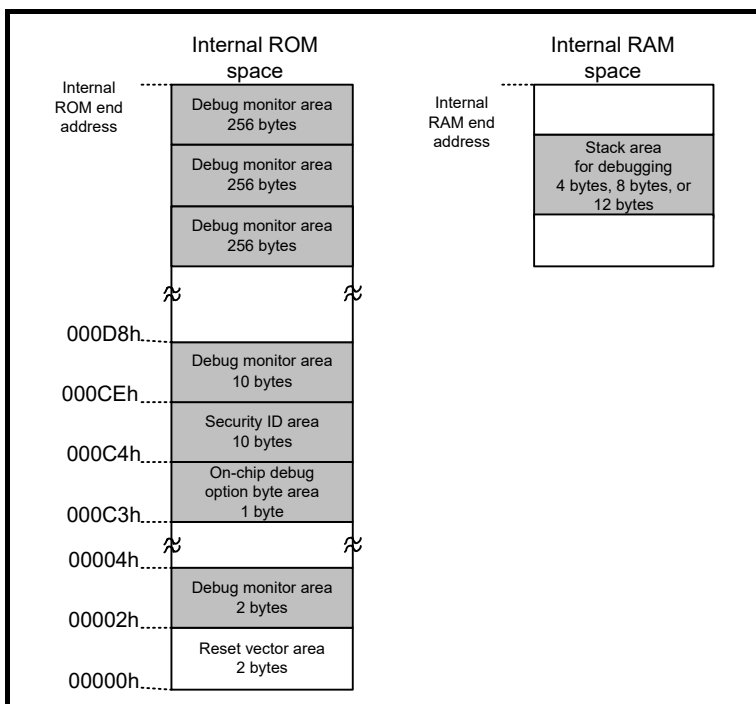 Internal ROM
space
Internal
ROM end
address
Debug monitor area
256 bytes
Debug monitor area
256 bytes
Debug monitor area
256 bytes
000D8h
Debug monitor area
10 bytes
000CEh
Security ID area
10 bytes
000C4h
On-chip debug
option byte area
1 byte
000C3h
00004h
Debug monitor area
2 bytes
00002h
Reset vector area
2 bytes
00000h
Internal RAM
space
Internal
RAM end
address
Stack area
for debugging
4 bytes, 8 bytes, or
12 bytes